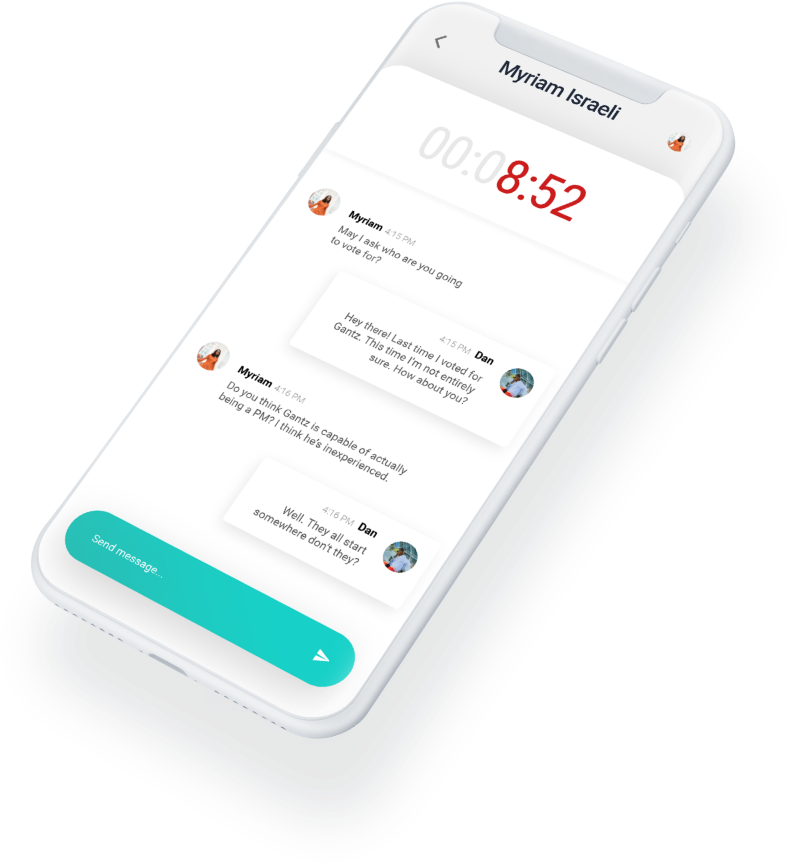 Myriam Israeli
00:08:52
Myriam 4:15 PM
May I ask who are you going
to vote for?
4:15 PM Dan
Hey there! Last time I voted for
Gantz. This time I'm not entirely
sure. How about you?
Myriam 4:16 PM
Do you think Gantz is capable of actually
being a PM? I think he's inexperienced.
4:16 PM Dan
Well. They all start
somewhere don't they?
Send message...